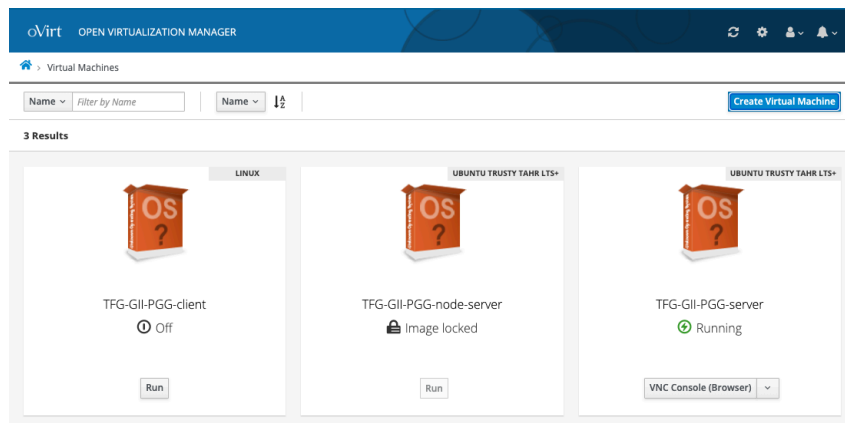 oVirt OPEN VIRTUALIZATION MANAGER
> Virtual Machines
Name Filter by Name Name A Z Create Virtual Machine
3 Results
LINUX
OS
?
TFG-GII-PGG-client
Off
Run
UBUNTU TRUSTY TAHR LTS+
OS
?
TFG-GII-PGG-node-server
Image locked
Run
UBUNTU TRUSTY TAHR LTS+
OS
?
TFG-GII-PGG-server
Running
VNC Console (Browser)